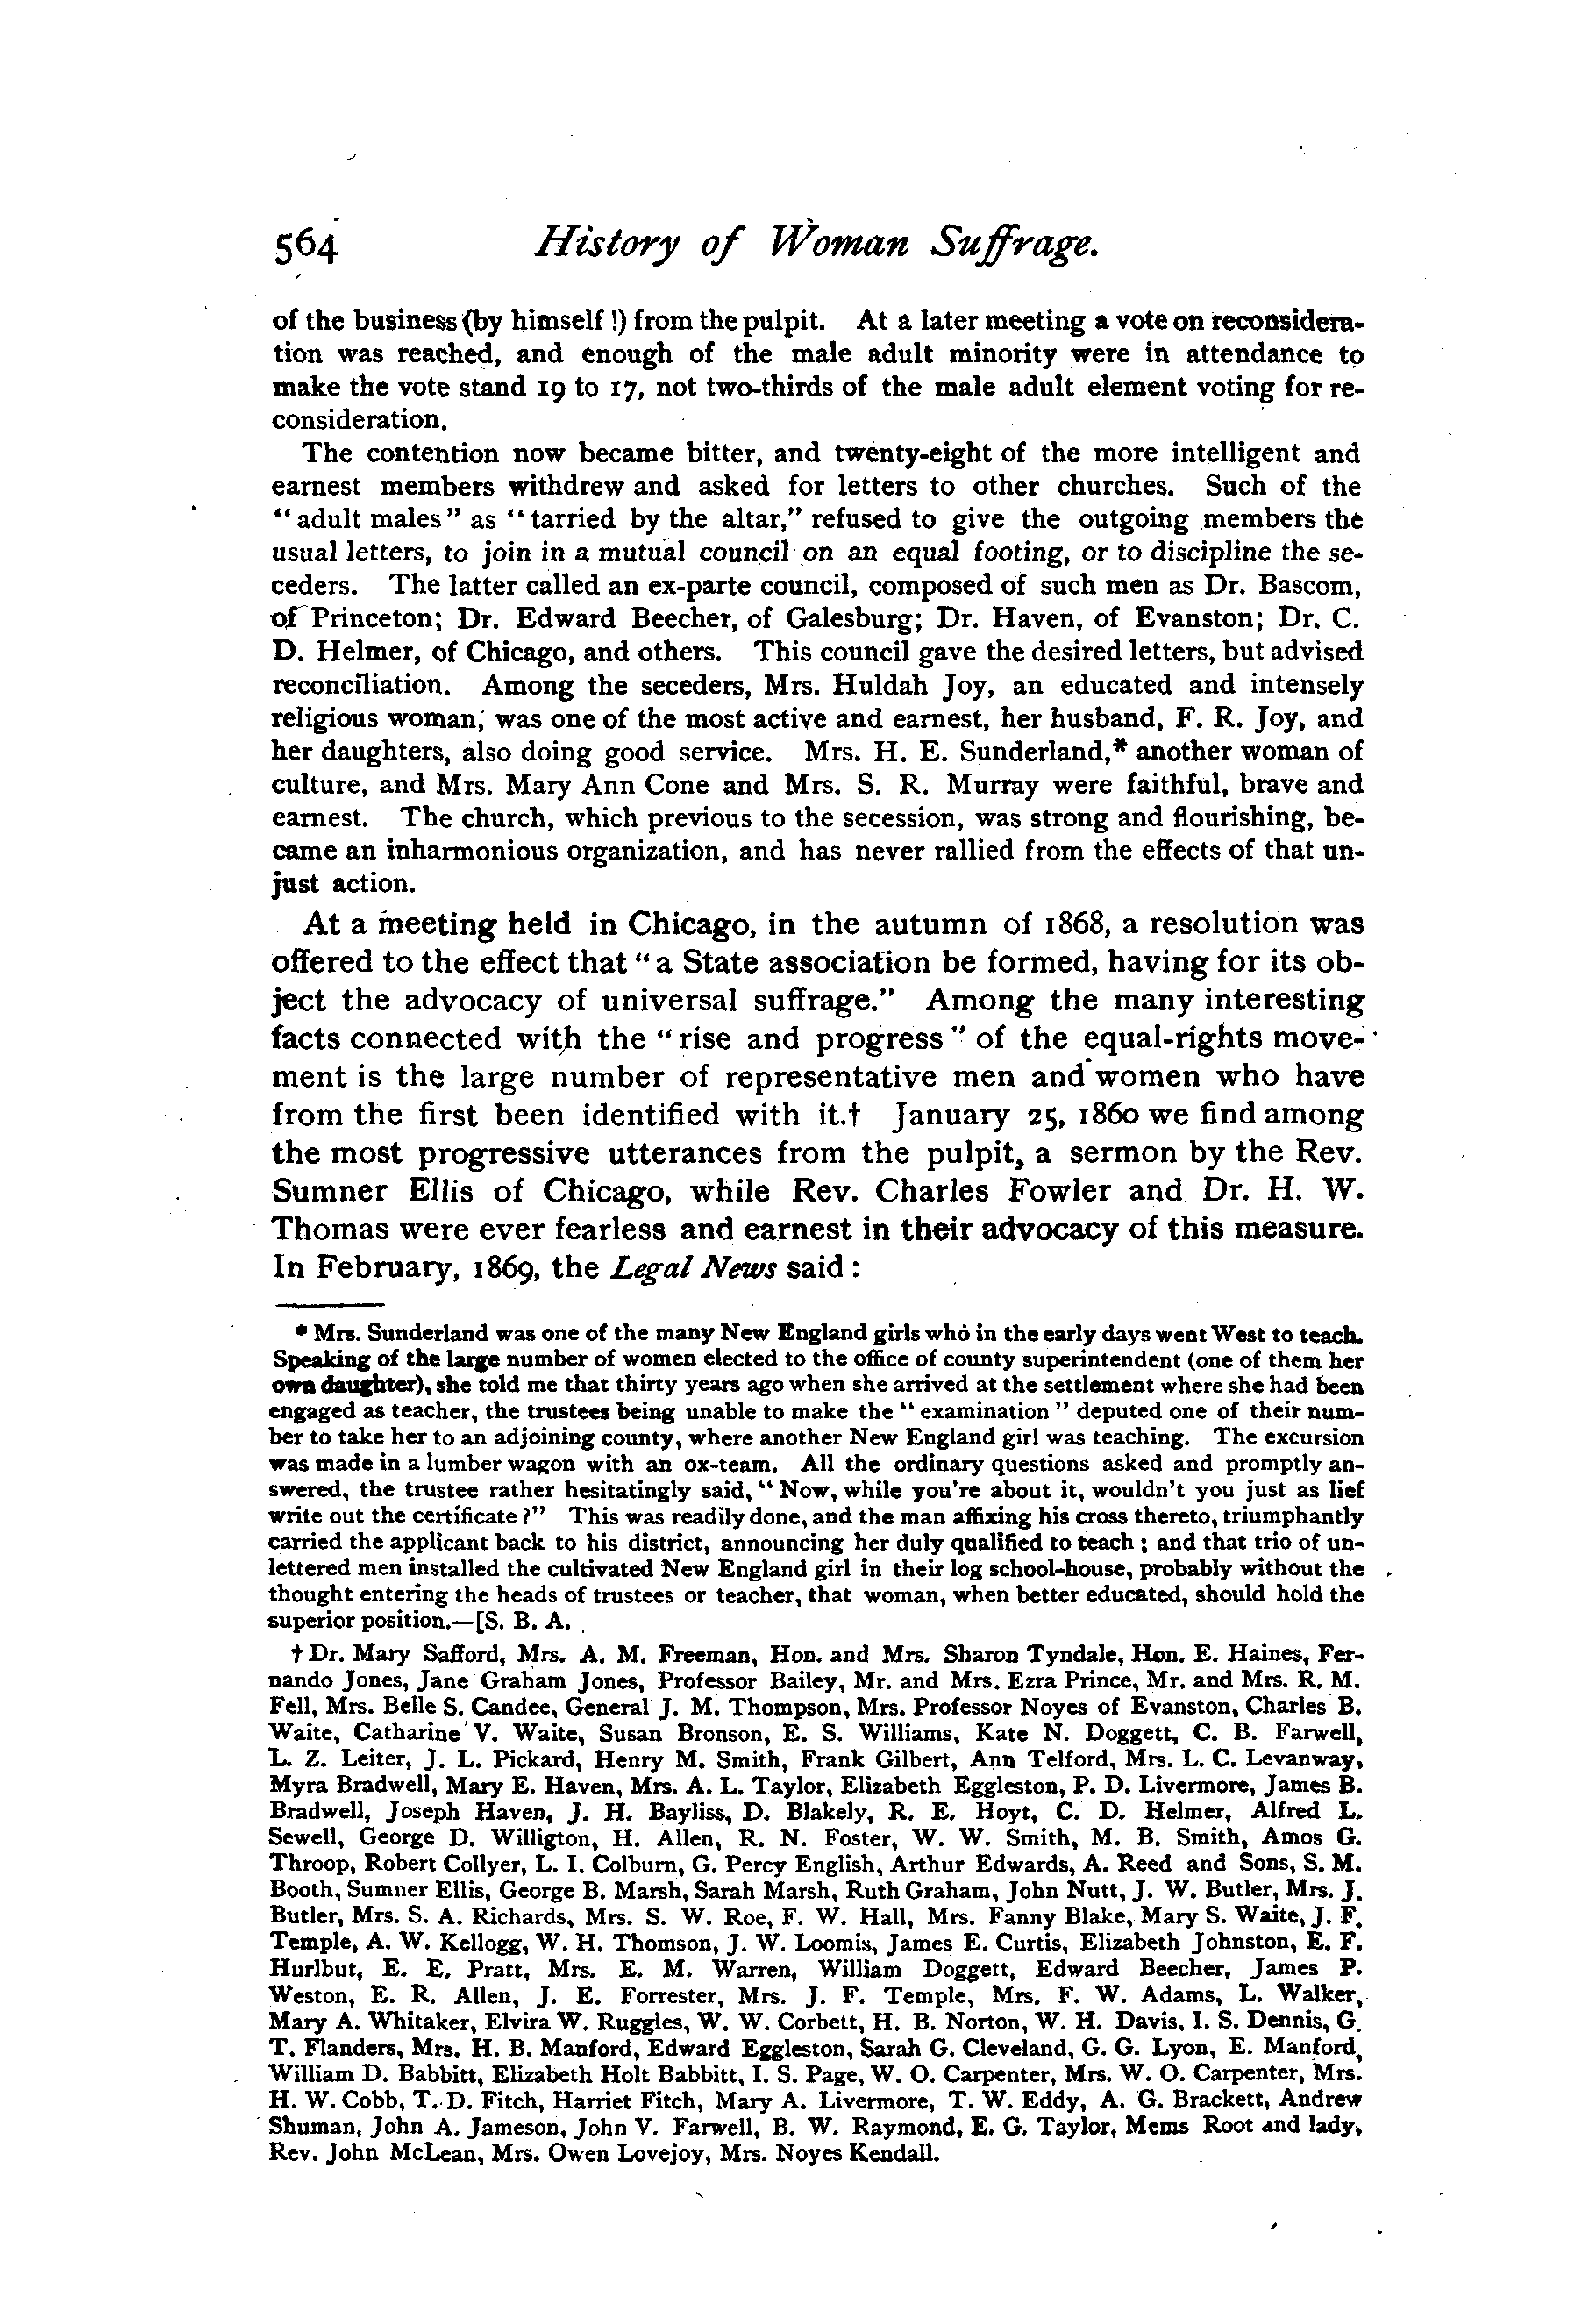 564 History of Woman Suffrage.
of the business (by himself !) from the pulpit. At a later meeting a vote on reconsidera-
tion was reached, and enough of the male adult minority were in attendance to
make the vote stand 19 to 17, not two-thirds of the male adult element voting for re-
consideration.
The contention now became bitter, and twenty-eight of the more intelligent and
earnest members withdrew and asked for letters to other churches. Such of the
"adult males" as "tarried by the altar," refused to give the outgoing members the
usual letters, to join in a mutual council on an equal footing, or to discipline the se-
ceders. The latter called an ex-parte council, composed of such men as Dr. Bascom,
of Princeton; Dr. Edward Beecher, of Galesburg; Dr. Haven, of Evanston; Dr. C.
D. Helmer, of Chicago, and others. This council gave the desired letters, but advised
reconciliation. Among the seceders, Mrs. Huldah Joy, an educated and intensely
religious woman, was one of the most active and earnest, her husband, F. R. Joy, and
her daughters, also doing good service. Mrs. H. E. Sunderland,* another woman of
culture, and Mrs. Mary Ann Cone and Mrs. S. R. Murray were faithful, brave and
earnest. The church, which previous to the secession, was strong and flourishing, be-
came an inharmonious organization, and has never rallied from the effects of that un-
just action.
At a meeting held in Chicago, in the autumn of 1868, a resolution was
offered to the effect that "a State association be formed, having for its ob-
ject the advocacy of universal suffrage." Among the many interesting
facts connected with the "rise and progress" of the equal-rights move-
ment is the large number of representative men and women who have
from the first been identified with it.† January 25, 1860 we find among
the most progressive utterances from the pulpit, a sermon by the Rev.
Sumner Ellis of Chicago, while Rev. Charles Fowler and Dr. H. W.
Thomas were ever fearless and earnest in their advocacy of this measure.
In February, 1869, the Legal News said :
* Mrs. Sunderland was one of the many New England girls who in the early days went West to teach.
Speaking of the large number of women elected to the office of county superintendent (one of them her
own daughter), she told me that thirty years ago when she arrived at the settlement where she had been
engaged as teacher, the trustees being unable to make the "examination" deputed one of their num-
ber to take her to an adjoining county, where another New England girl was teaching. The excursion
was made in a lumber wagon with an ox-team. All the ordinary questions asked and promptly an-
swered, the trustee rather hesitatingly said, "Now, while you're about it, wouldn't you just as lief
write out the certificate ?" This was readily done, and the man affixing his cross thereto, triumphantly
carried the applicant back to his district, announcing her duly qualified to teach ; and that trio of un-
lettered men installed the cultivated New England girl in their log school-house, probably without the
thought entering the heads of trustees or teacher, that woman, when better educated, should hold the
superior position.—[S. B. A.
† Dr. Mary Safford, Mrs. A. M. Freeman, Hon. and Mrs. Sharon Tyndale, Hon. E. Haines, Fer-
nando Jones, Jane Graham Jones, Professor Bailey, Mr. and Mrs. Ezra Prince, Mr. and Mrs. R. M.
Fell, Mrs. Belle S. Candee, General J. M. Thompson, Mrs. Professor Noyes of Evanston, Charles B.
Waite, Catharine V. Waite, Susan Bronson, E. S. Williams, Kate N. Doggett, C. B. Farwell,
L. Z. Leiter, J. L. Pickard, Henry M. Smith, Frank Gilbert, Ann Telford, Mrs. L. C. Levanway,
Myra Bradwell, Mary E. Haven, Mrs. A. L. Taylor, Elizabeth Eggleston, P. D. Livermore, James B.
Bradwell, Joseph Haven, J. H. Bayliss, D. Blakely, R. E. Hoyt, C. D. Helmer, Alfred L.
Sewell, George D. Willigton, H. Allen, R. N. Foster, W. W. Smith, M. B. Smith, Amos G.
Throop, Robert Collyer, L. I. Colburn, G. Percy English, Arthur Edwards, A. Reed and Sons, S. M.
Booth, Sumner Ellis, George B. Marsh, Sarah Marsh, Ruth Graham, John Nutt, J. W. Butler, Mrs. J.
Butler, Mrs. S. A. Richards, Mrs. S. W. Roe, F. W. Hall, Mrs. Fanny Blake, Mary S. Waite, J. F.
Temple, A. W. Kellogg, W. H. Thomson, J. W. Loomis, James E. Curtis, Elizabeth Johnston, E. F.
Hurlbut, E. E. Pratt, Mrs. E. M. Warren, William Doggett, Edward Beecher, James P.
Weston, E. R. Allen, J. E. Forrester, Mrs. J. F. Temple, Mrs. F. W. Adams, L. Walker,
Mary A. Whitaker, Elvira W. Ruggles, W. W. Corbett, H. B. Norton, W. H. Davis, I. S. Dennis, G.
T. Flanders, Mrs. H. B. Manford, Edward Eggleston, Sarah G. Cleveland, G. G. Lyon, E. Manford,
William D. Babbitt, Elizabeth Holt Babbitt, I. S. Page, W. O. Carpenter, Mrs. W. O. Carpenter, Mrs.
H. W. Cobb, T. D. Fitch, Harriet Fitch, Mary A. Livermore, T. W. Eddy, A. G. Brackett, Andrew
Shuman, John A. Jameson, John V. Farwell, B. W. Raymond, E. G. Taylor, Mems Root and lady,
Rev. John McLean, Mrs. Owen Lovejoy, Mrs. Noyes Kendall.